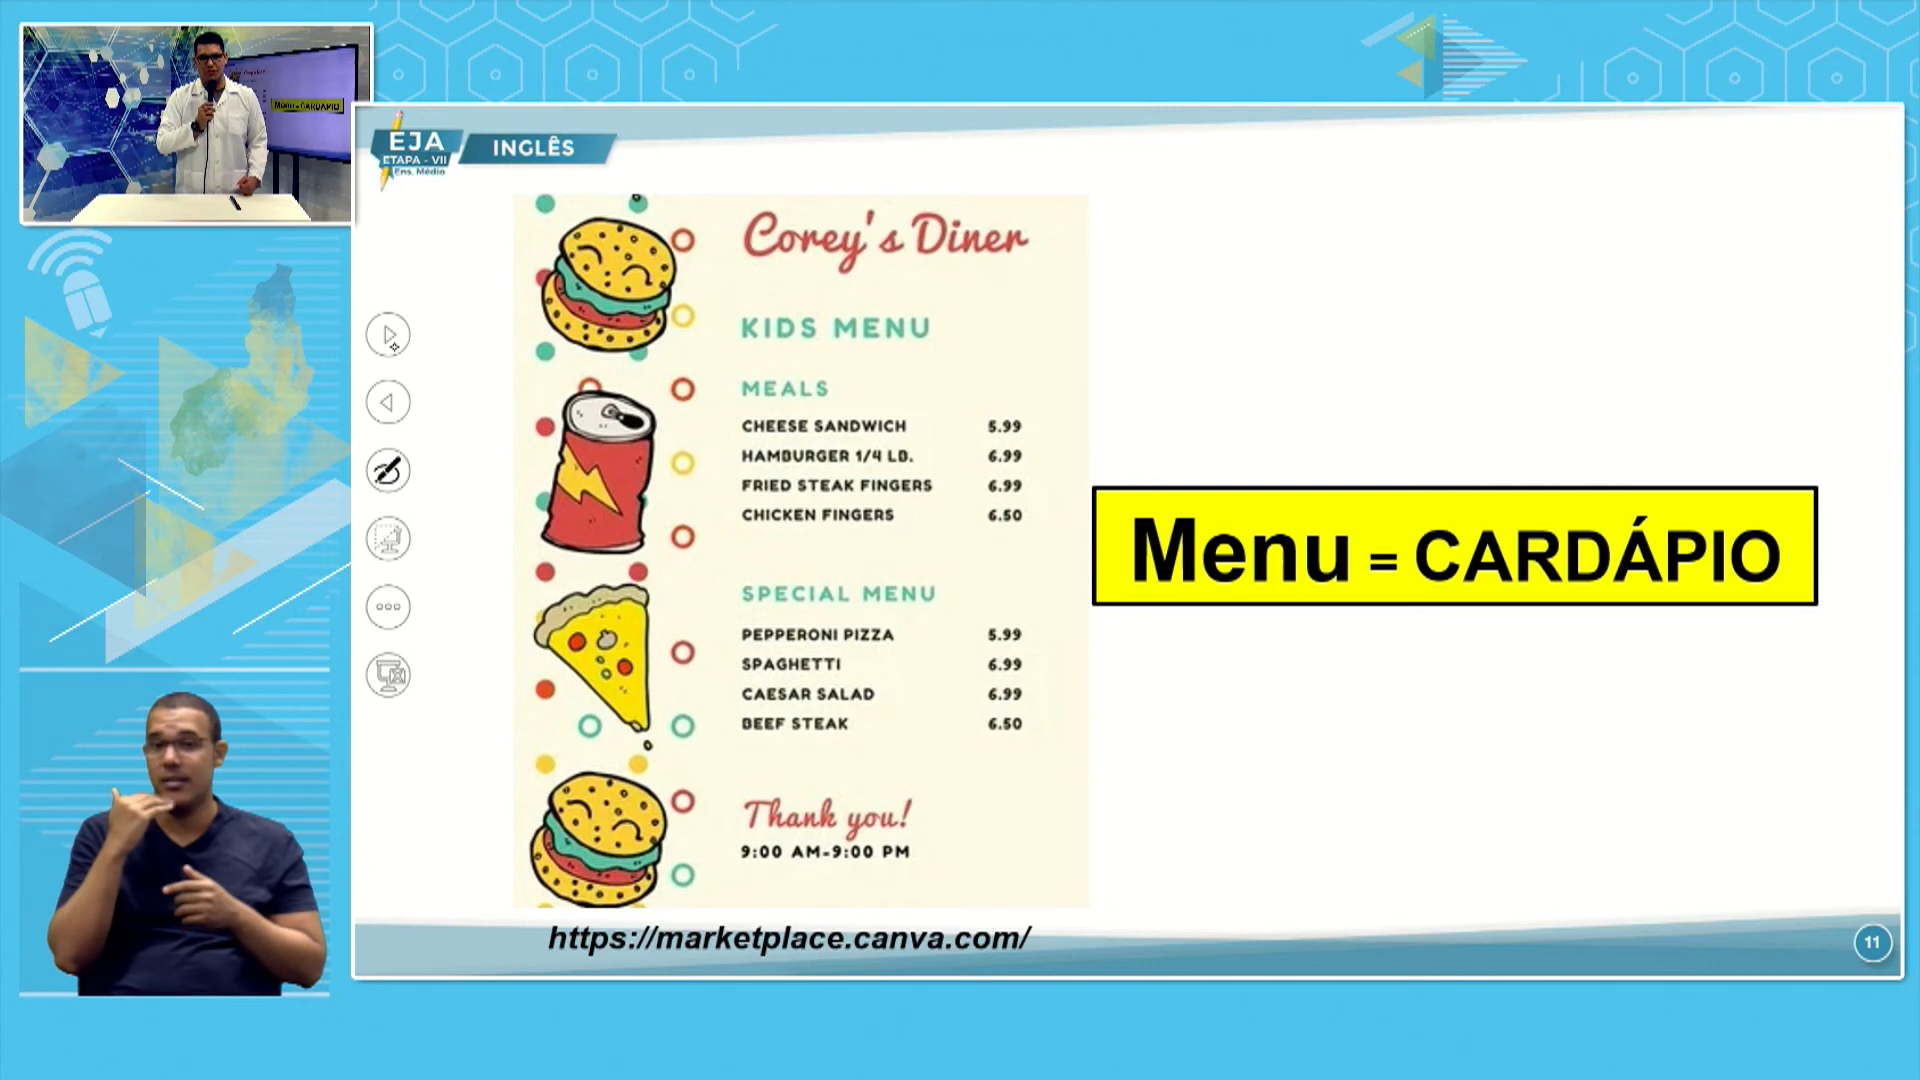 Menu = CARDÁPIO
EJA
ETAPA - VII
Ens. Médio
INGLÊS
Corey's Diner
KIDS MENU
MEALS
CHEESE SANDWICH 5.99
HAMBURGER 1/4 LB. 6.99
FRIED STEAK FINGERS 6.99
CHICKEN FINGERS 6.50
SPECIAL MENU
PEPPERONI PIZZA 5.99
SPAGHETTI 6.99
CAESAR SALAD 6.99
BEEF STEAK 6.50
Thank you!
9:00 AM-9:00 PM
Menu = CARDÁPIO
https://marketplace.canva.com/
11